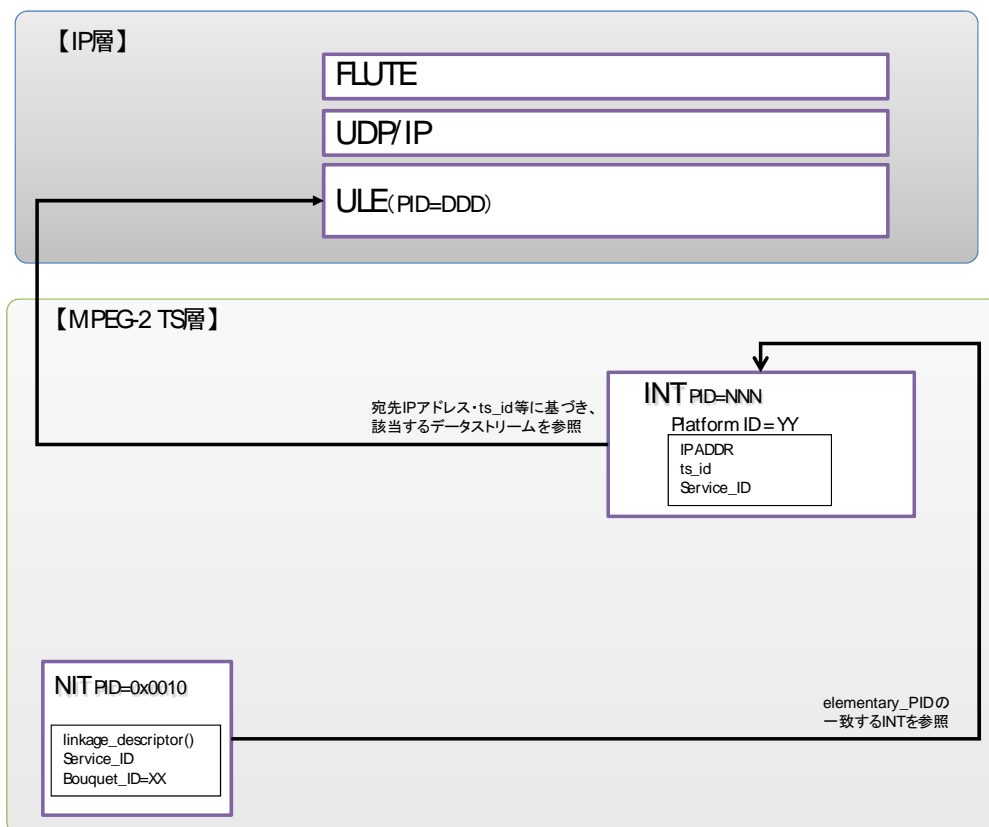 【IP層】
FLUTE
UDP/IP
ULE(PID=DDD)
【MPEG-2 TS層】
INT PID=NNN
Platform ID=YY
IPADDR
ts_id
Service_ID
宛先IPアドレス・ts_id等に基づき、
該当するデータストリームを参照
NIT PID=0x0010
linkage_descriptor()
Service_ID
Bouquet_ID=XX
elementary_PIDの
一致するINTを参照